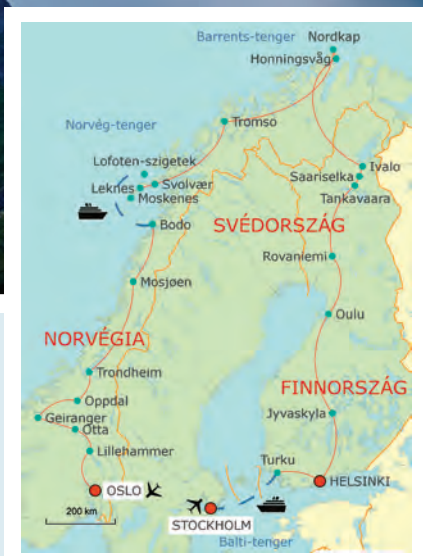 Barrents-tenger
Nordkap
Honningsvåg
Norvég-tenger
Tromso
Lofoten-szigetek
Ivalo
Saariselka
Leknes
Svolvær
Tankavaara
Moskenes
Bodo
SVÉDORSZÁG
Rovaniemi
Mosjøen
Oulu
NORVÉGIA
Trondheim
FINNORSZÁG
Oppdal
Geiranger
Jyvaskyla
Otta
Lillehammer
Turku
HELSINKI
OSLO
200 km
STOCKHOLM
Balti-tenger